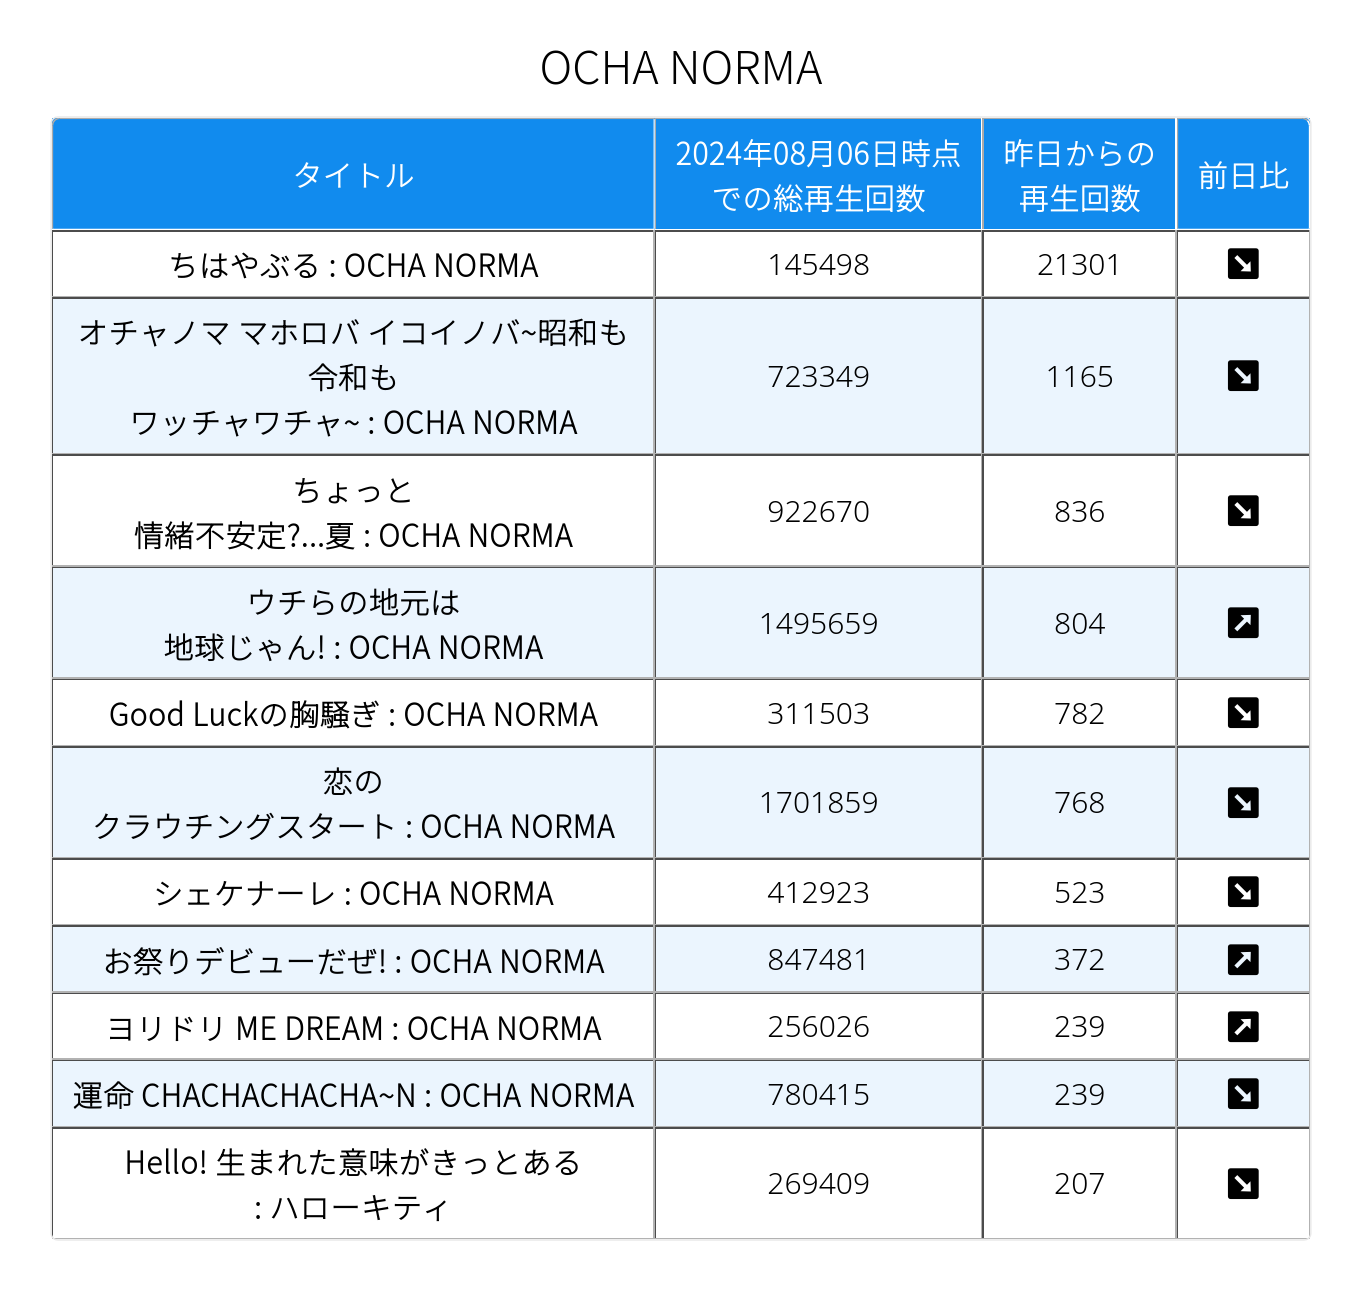 OCHA NORMA
タイトル
2024年08月06日時点
での総再生回数
昨日からの
再生回数
前日比
ちはやぶる : OCHA NORMA
145498
21301
オチャノマ マホロバ イコイノバ~昭和も
令和も
ワッチャワチャ~ : OCHA NORMA
723349
1165
ちょっと
情緒不安定?...夏 : OCHA NORMA
922670
836
ウチらの地元は
地球じゃん! : OCHA NORMA
1495659
804
Good Luckの胸騒ぎ : OCHA NORMA
311503
782
恋の
クラウチングスタート : OCHA NORMA
1701859
768
シェケナーレ : OCHA NORMA
412923
523
お祭りデビューだぜ! : OCHA NORMA
847481
372
ヨリドリ ME DREAM : OCHA NORMA
256026
239
運命 CHACHACHACHA~N : OCHA NORMA
780415
239
Hello! 生まれた意味がきっとある
: ハローキティ
269409
207